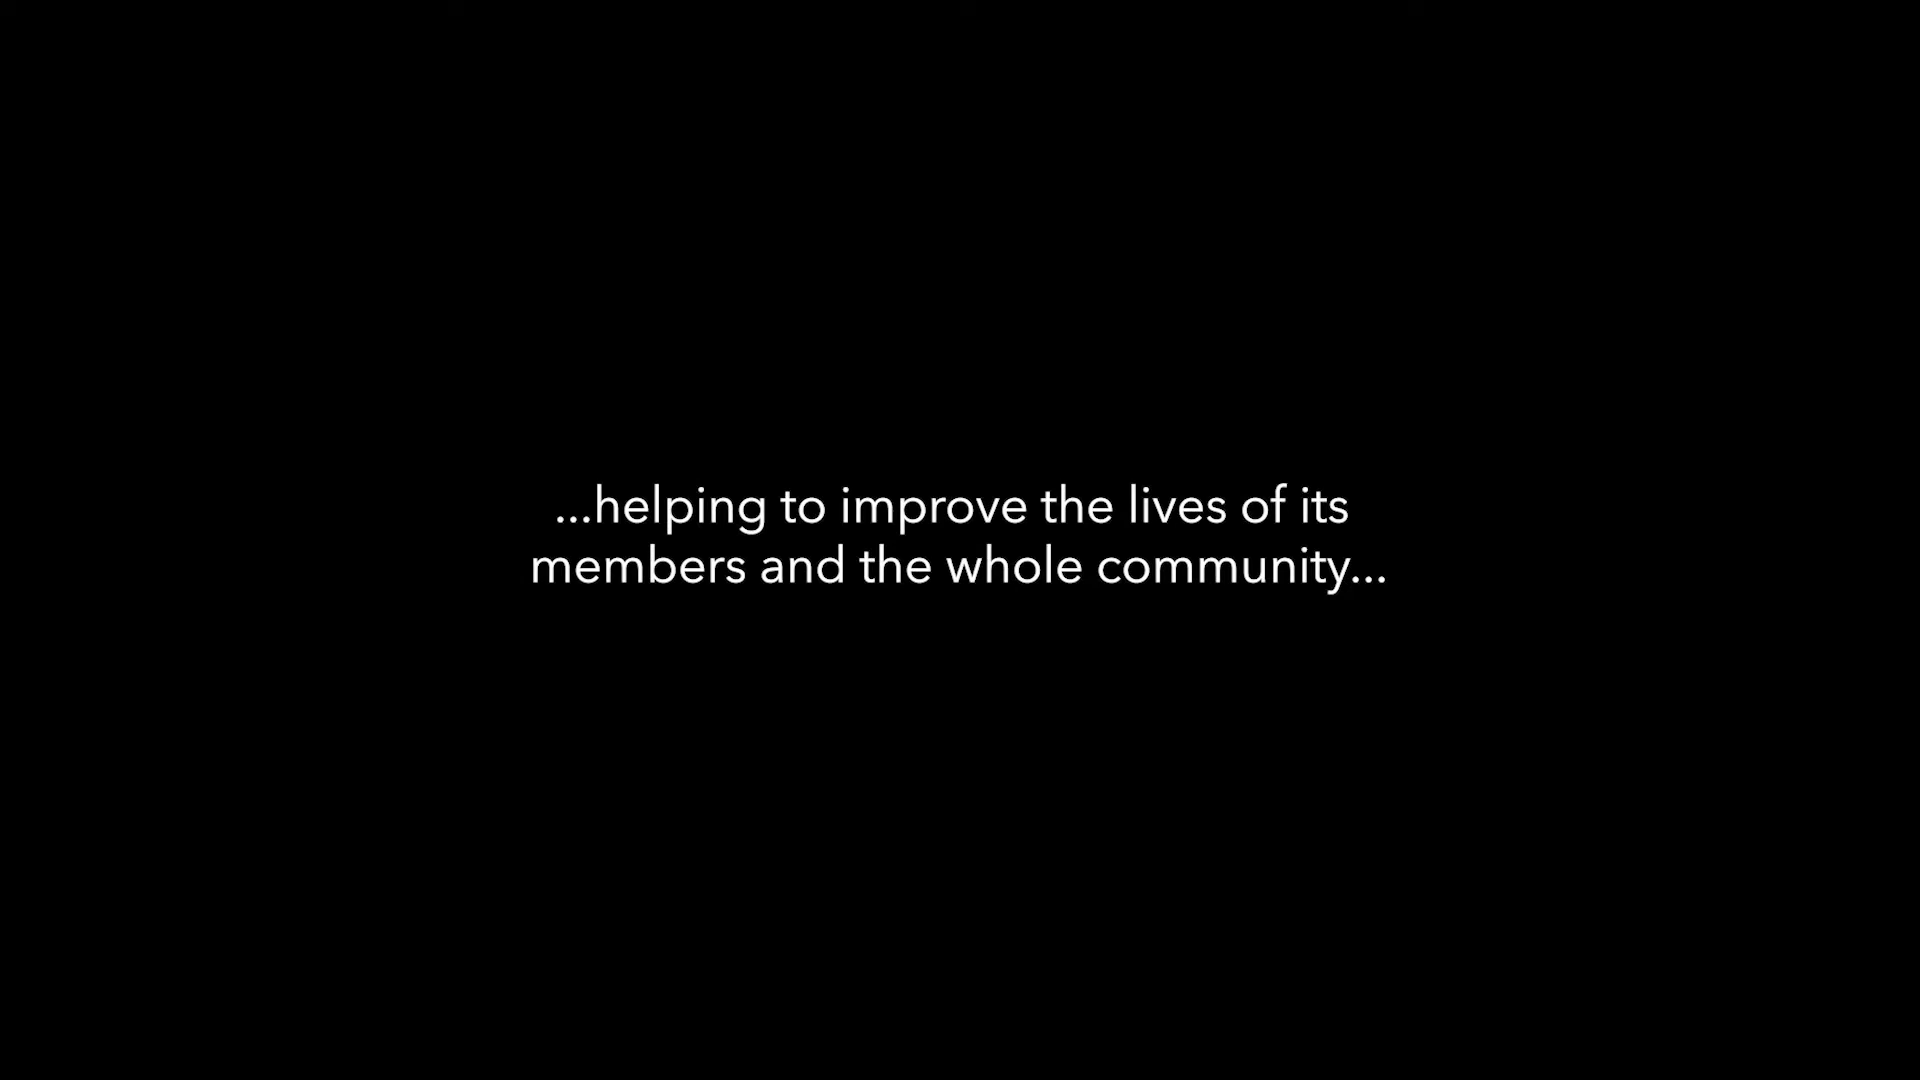 ...helping to improve the lives of its
members and the whole community...